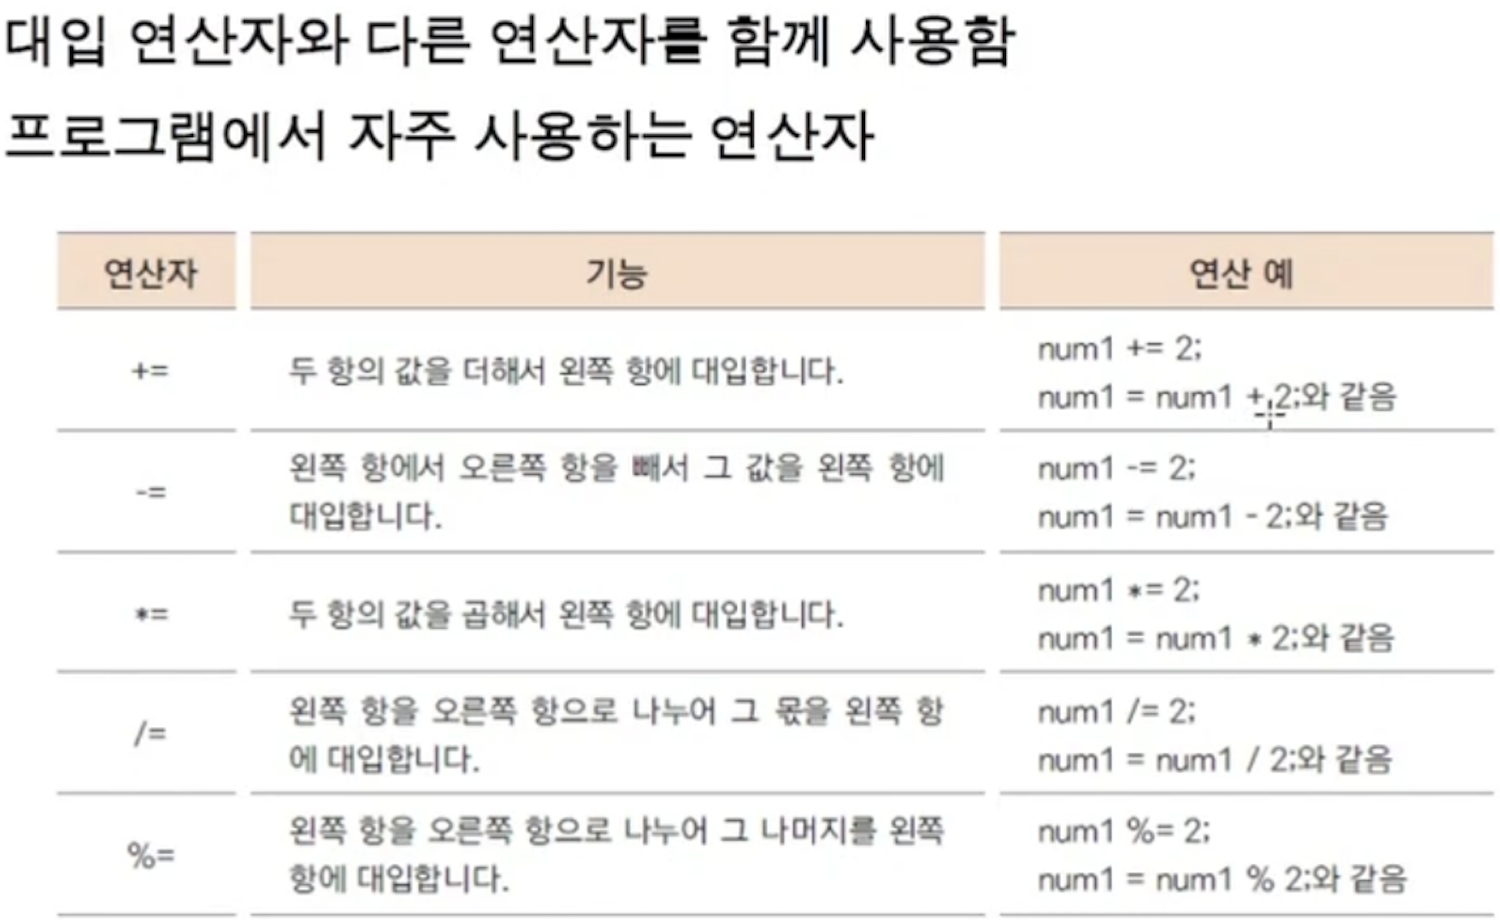 대입 연산자와 다른 연산자를 함께 사용함
프로그램에서 자주 사용하는 연산자
연산자 기능 연산 예
+= 두 항의 값을 더해서 왼쪽 항에 대입합니다. num1 += 2;
num1 = num1 + 2;와 같음
-= 왼쪽 항에서 오른쪽 항을 빼서 그 값을 왼쪽 항에
대입합니다.
num1 -= 2;
num1 = num1 - 2;와 같음
*= 두 항의 값을 곱해서 왼쪽 항에 대입합니다. num1 *= 2;
num1 = num1 * 2;와 같음
/= 왼쪽 항을 오른쪽 항으로 나누어 그 몫을 왼쪽 항
에 대입합니다.
num1 /= 2;
num1 = num1 / 2;와 같음
%= 왼쪽 항을 오른쪽 항으로 나누어 그 나머지를 왼쪽
항에 대입합니다.
num1 %= 2;
num1 = num1 % 2;와 같음